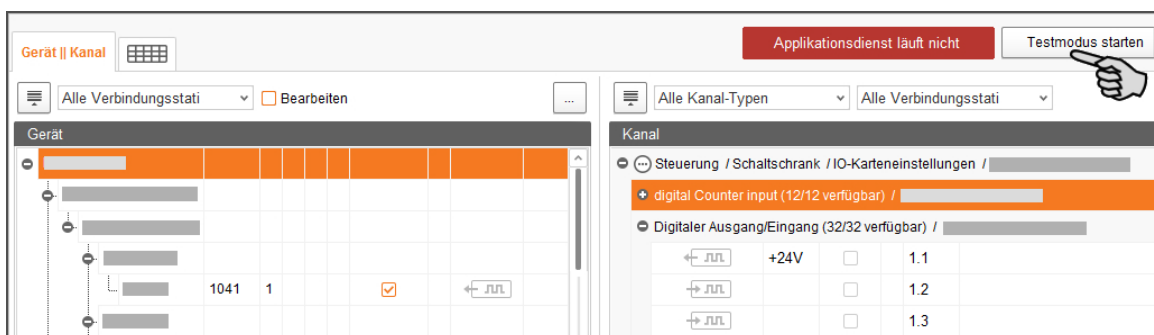 Gerät || Kanal
Applikationsdienst läuft nicht
Testmodus starten
Alle Verbindungsstati
Bearbeiten
...
Alle Kanal-Typen
Alle Verbindungsstati
Gerät
Kanal
Steuerung / Schaltschrank / IO-Karteneinstellungen /
digital Counter input (12/12 verfügbar) /
Digitaler Ausgang/Eingang (32/32 verfügbar) /
+24V 1.1
1041 1
1.2
1.3